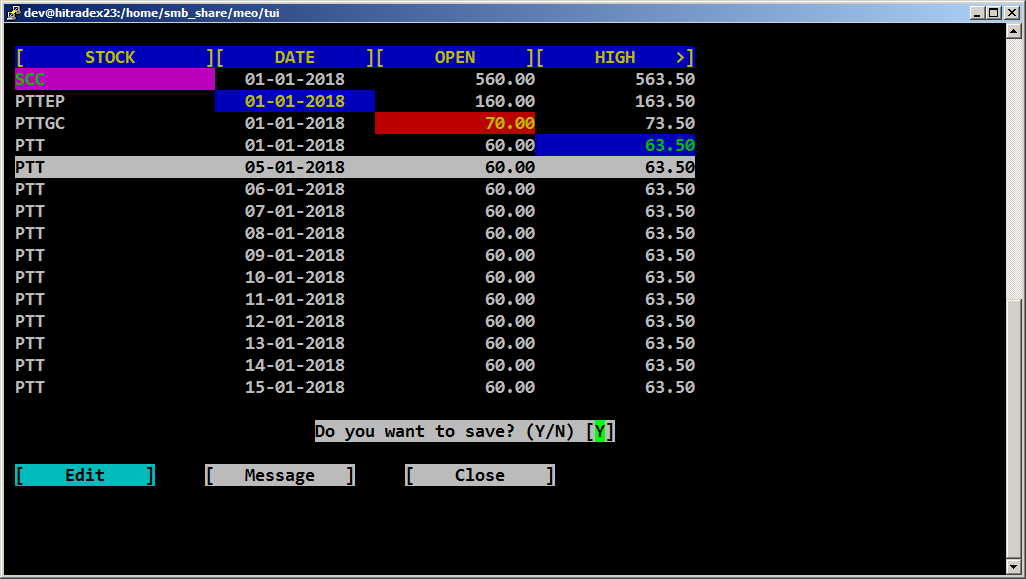 dev@hitradex23:/home/smb_share/meo/tui
[ STOCK ][ DATE ][ OPEN ][ HIGH >]
SCC 01-01-2018 560.00 563.50
PTTEP 01-01-2018 160.00 163.50
PTTGC 01-01-2018 70.00 73.50
PTT 01-01-2018 60.00 63.50
PTT 05-01-2018 60.00 63.50
PTT 06-01-2018 60.00 63.50
PTT 07-01-2018 60.00 63.50
PTT 08-01-2018 60.00 63.50
PTT 09-01-2018 60.00 63.50
PTT 10-01-2018 60.00 63.50
PTT 11-01-2018 60.00 63.50
PTT 12-01-2018 60.00 63.50
PTT 13-01-2018 60.00 63.50
PTT 14-01-2018 60.00 63.50
PTT 15-01-2018 60.00 63.50
Do you want to save? (Y/N) [Y]
[ Edit ] [ Message ] [ Close ]